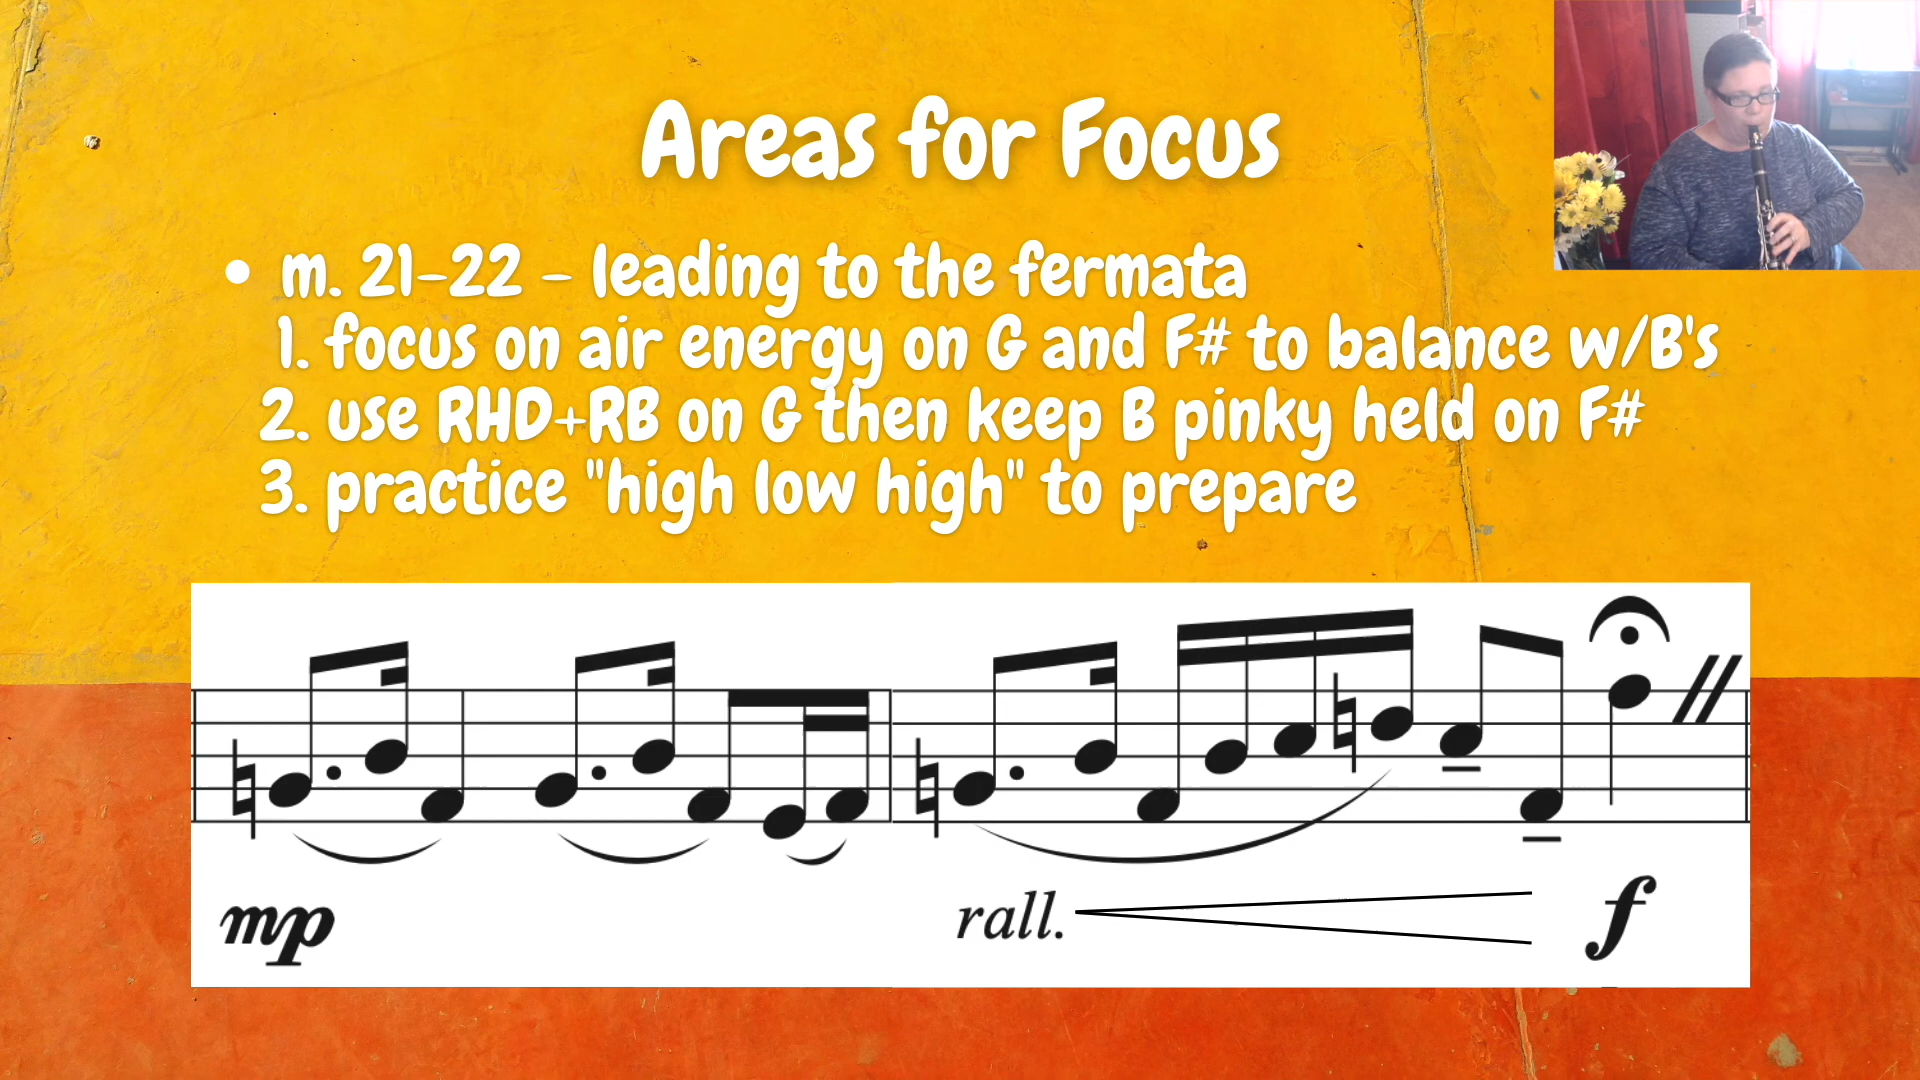 Areas for Focus
• m. 21-22 - leading to the fermata
1. focus on air energy on G and F# to balance w/B's
2. use RHD+RB on G then keep B pinky held on F#
3. practice "high low high" to prepare
mp rall. f